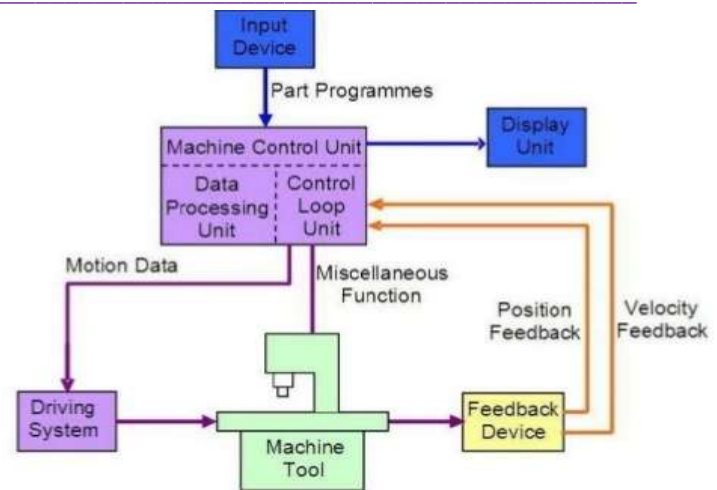 Input
Device
Part Programmes
Machine Control Unit
Display
Unit
Data
Processing
Unit
Control
Loop
Unit
Motion Data
Miscellaneous
Function
Position
Feedback
Velocity
Feedback
Driving
System
Machine
Tool
Feedback
Device